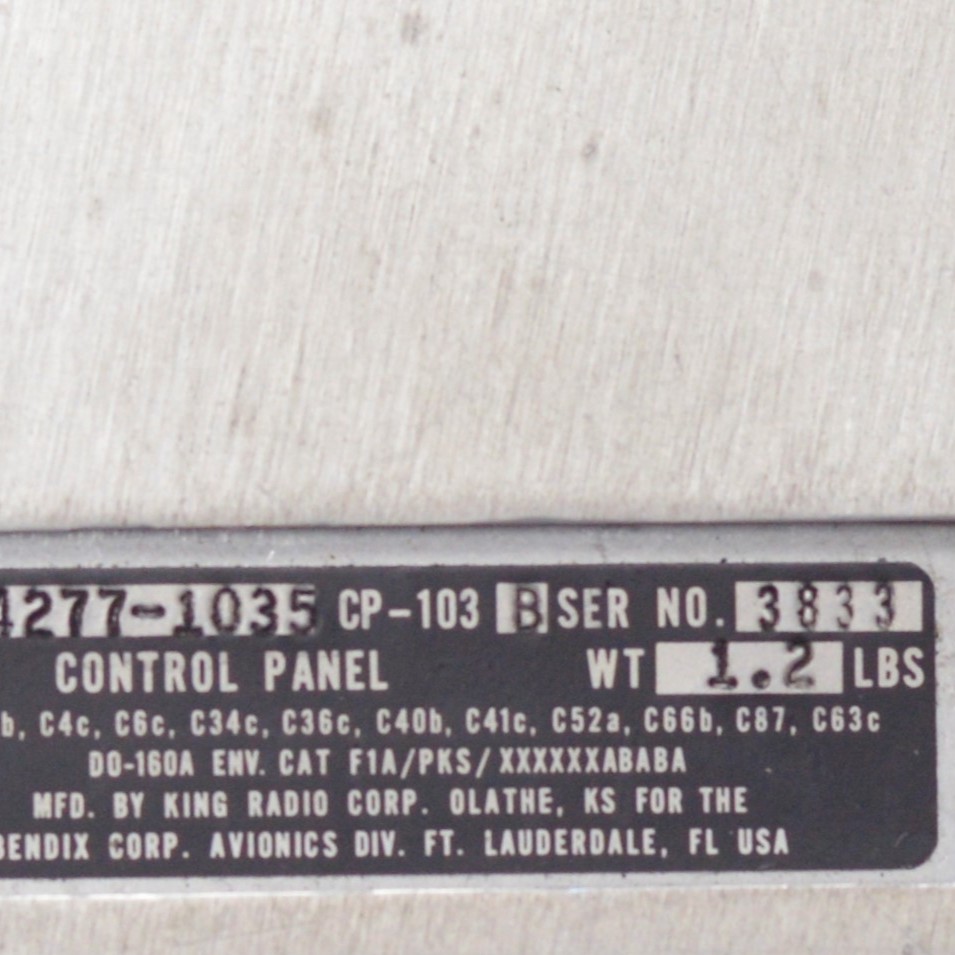 4277-1035 CP-103 B SER NO. 3833
CONTROL PANEL WT 1.2 LBS
b, C4c, C6c, C34c, C36c, C40b, C41c, C52a, C66b, C87, C63c
DO-160A ENV. CAT F1A/PKS/XXXXXXABABA
MFD. BY KING RADIO CORP. OLATHE, KS FOR THE
BENDIX CORP. AVIONICS DIV. FT. LAUDERDALE, FL USA